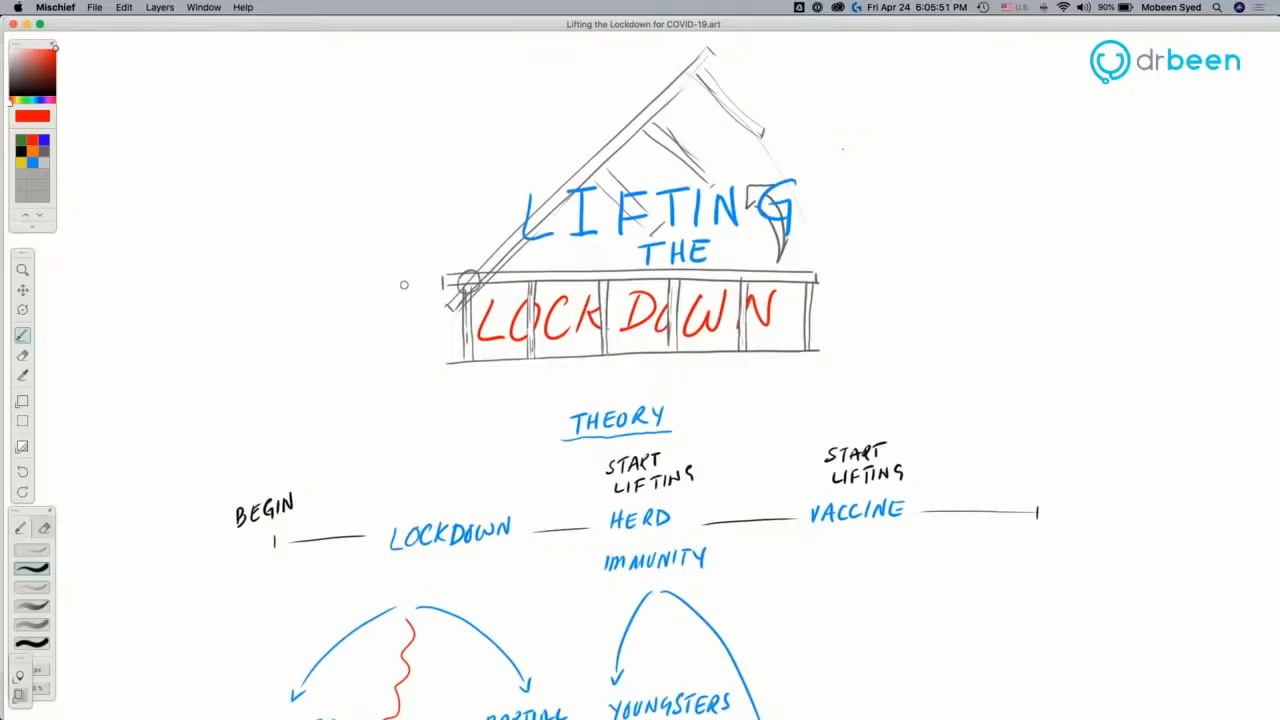 Mischief File Edit Layers Window Help
U.S. 90% Fri Apr 24 6:05:51 PM Mobeen Syed
Lifting the Lockdown for COVID-19.art
drbeen
LIFTING
THE
LOCKDOWN
THEORY
START
LIFTING
START
LIFTING
BEGIN
LOCKDOWN
HERD
IMMUNITY
VACCINE
YOUNGSTERS
PARTIAL
px
%